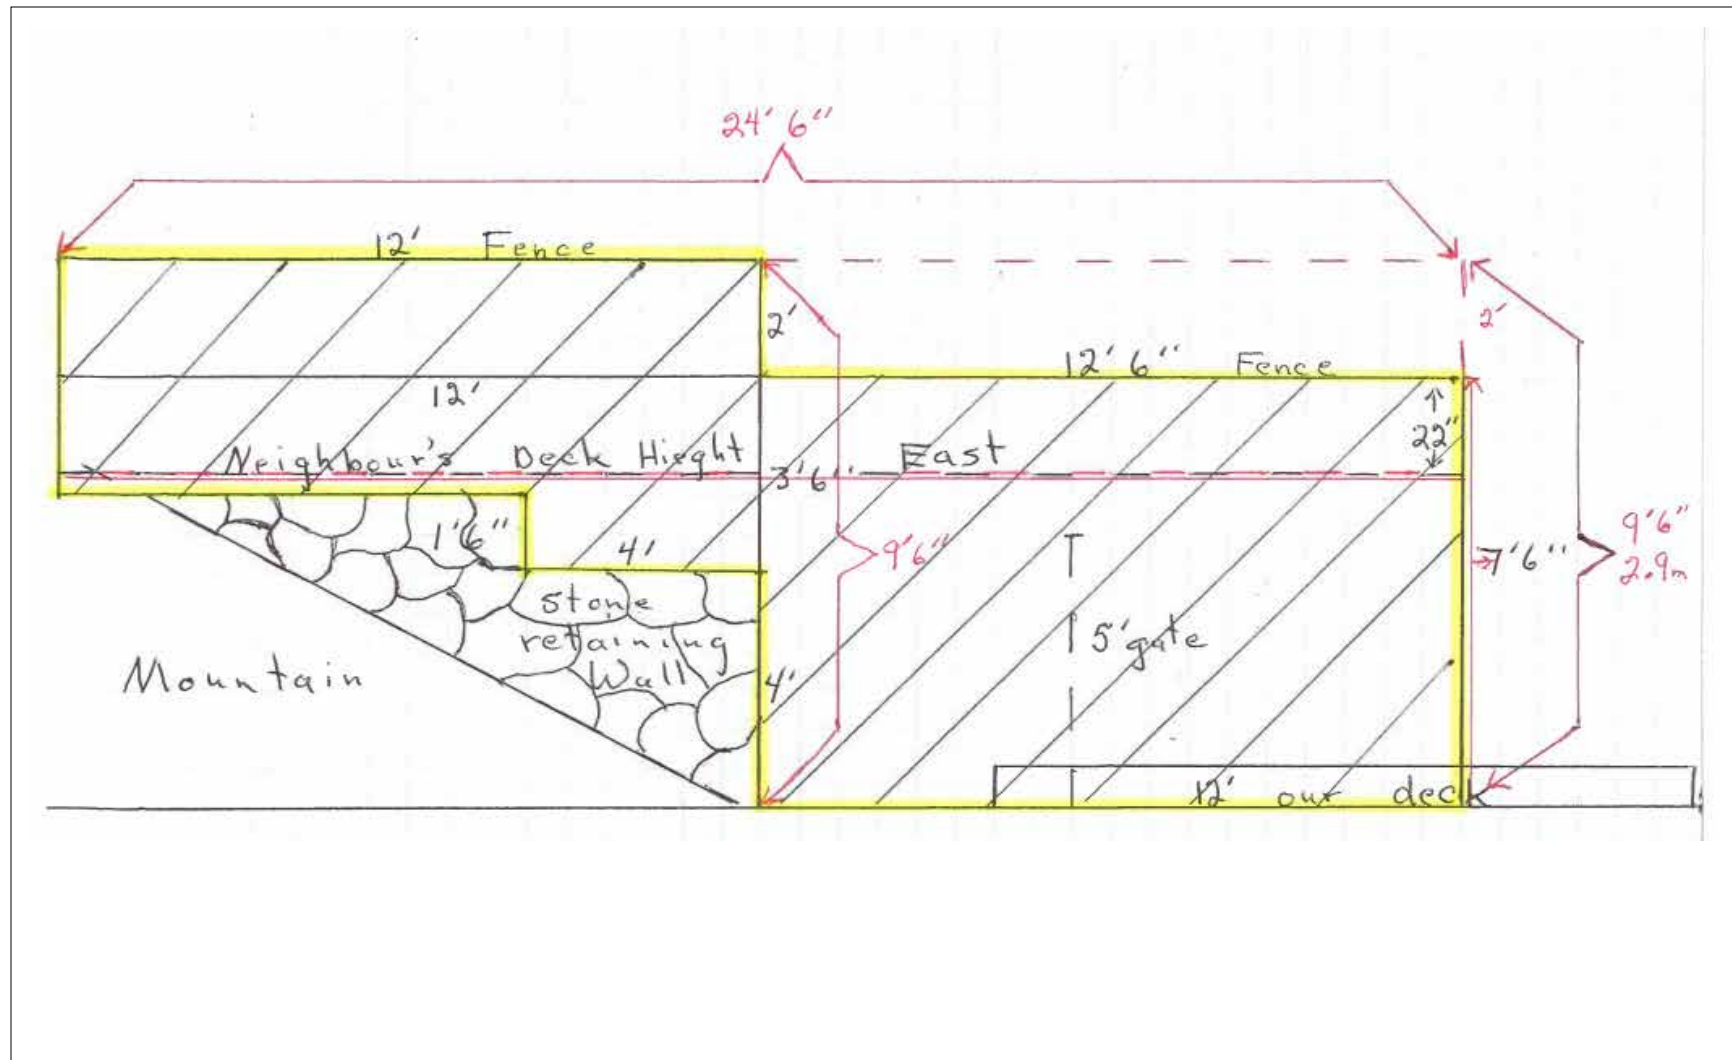 24' 6"
12' Fence
2'
2'
12' 6" Fence
12'
22"
Neighbour's Deck Hieght East
3'6"
1'6"
4'
9'6"
7'6"
9'6"
2.9m
stone
retaining
Wall
5' gate
Mountain
4'
12' our deck